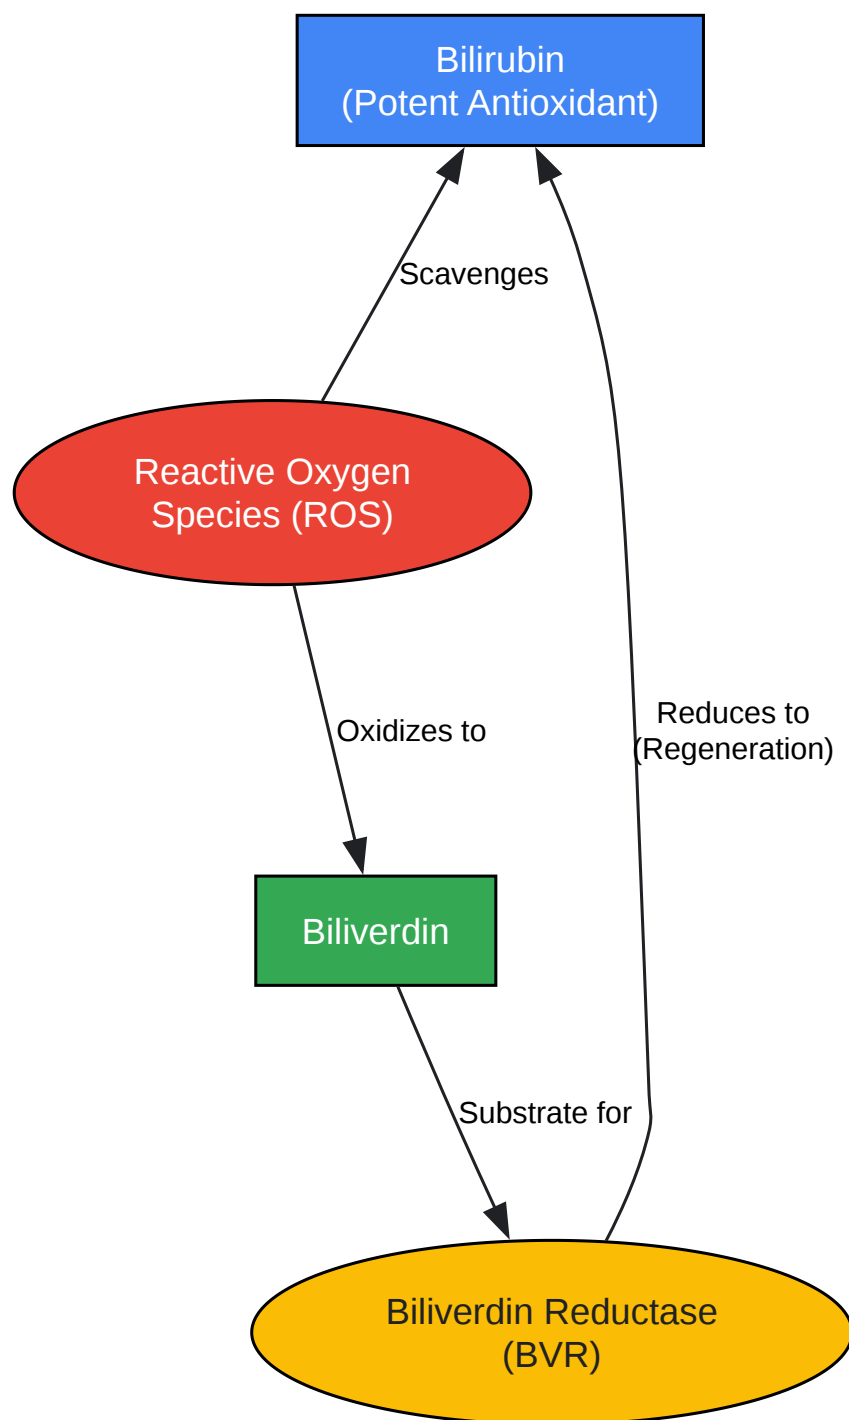 Bilirubin
(Potent Antioxidant)
Scavenges
Reactive Oxygen
Species (ROS)
Oxidizes to
Reduces to
(Regeneration)
Biliverdin
Substrate for
Biliverdin Reductase
(BVR)